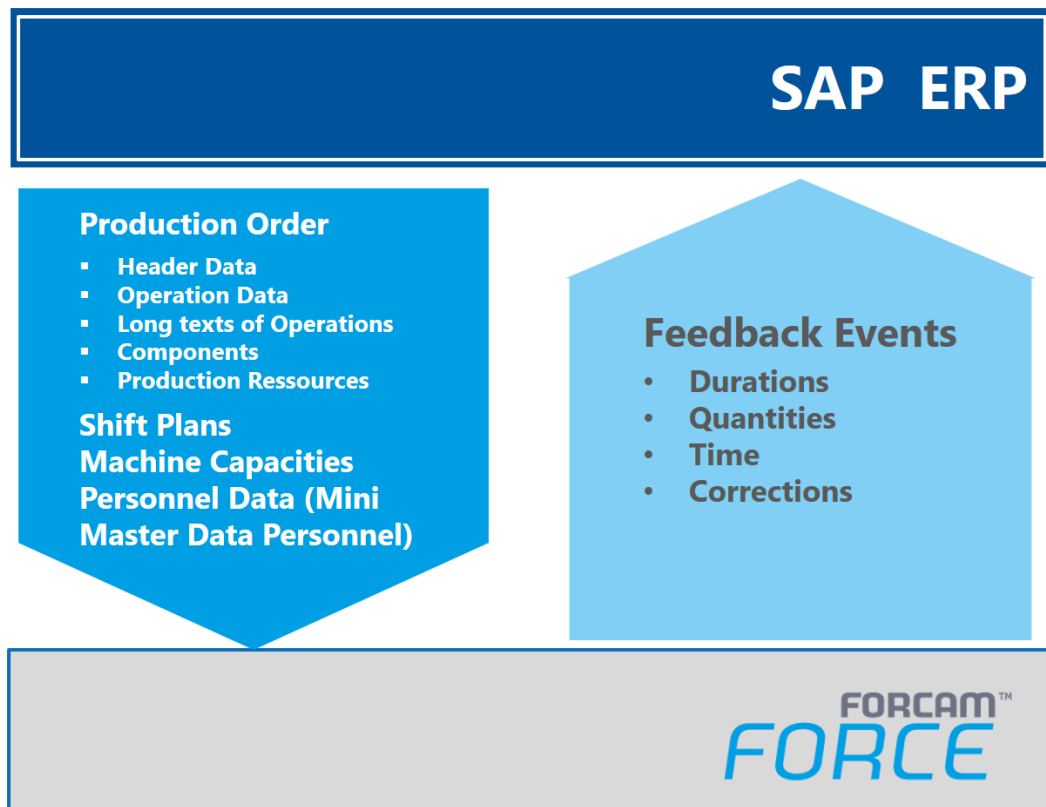 SAP ERP
Production Order
▪ Header Data
▪ Operation Data
▪ Long texts of Operations
▪ Components
▪ Production Ressources
Shift Plans
Machine Capacities
Personnel Data (Mini
Master Data Personnel)
Feedback Events
• Durations
• Quantities
• Time
• Corrections
FORCAM™
FORCE